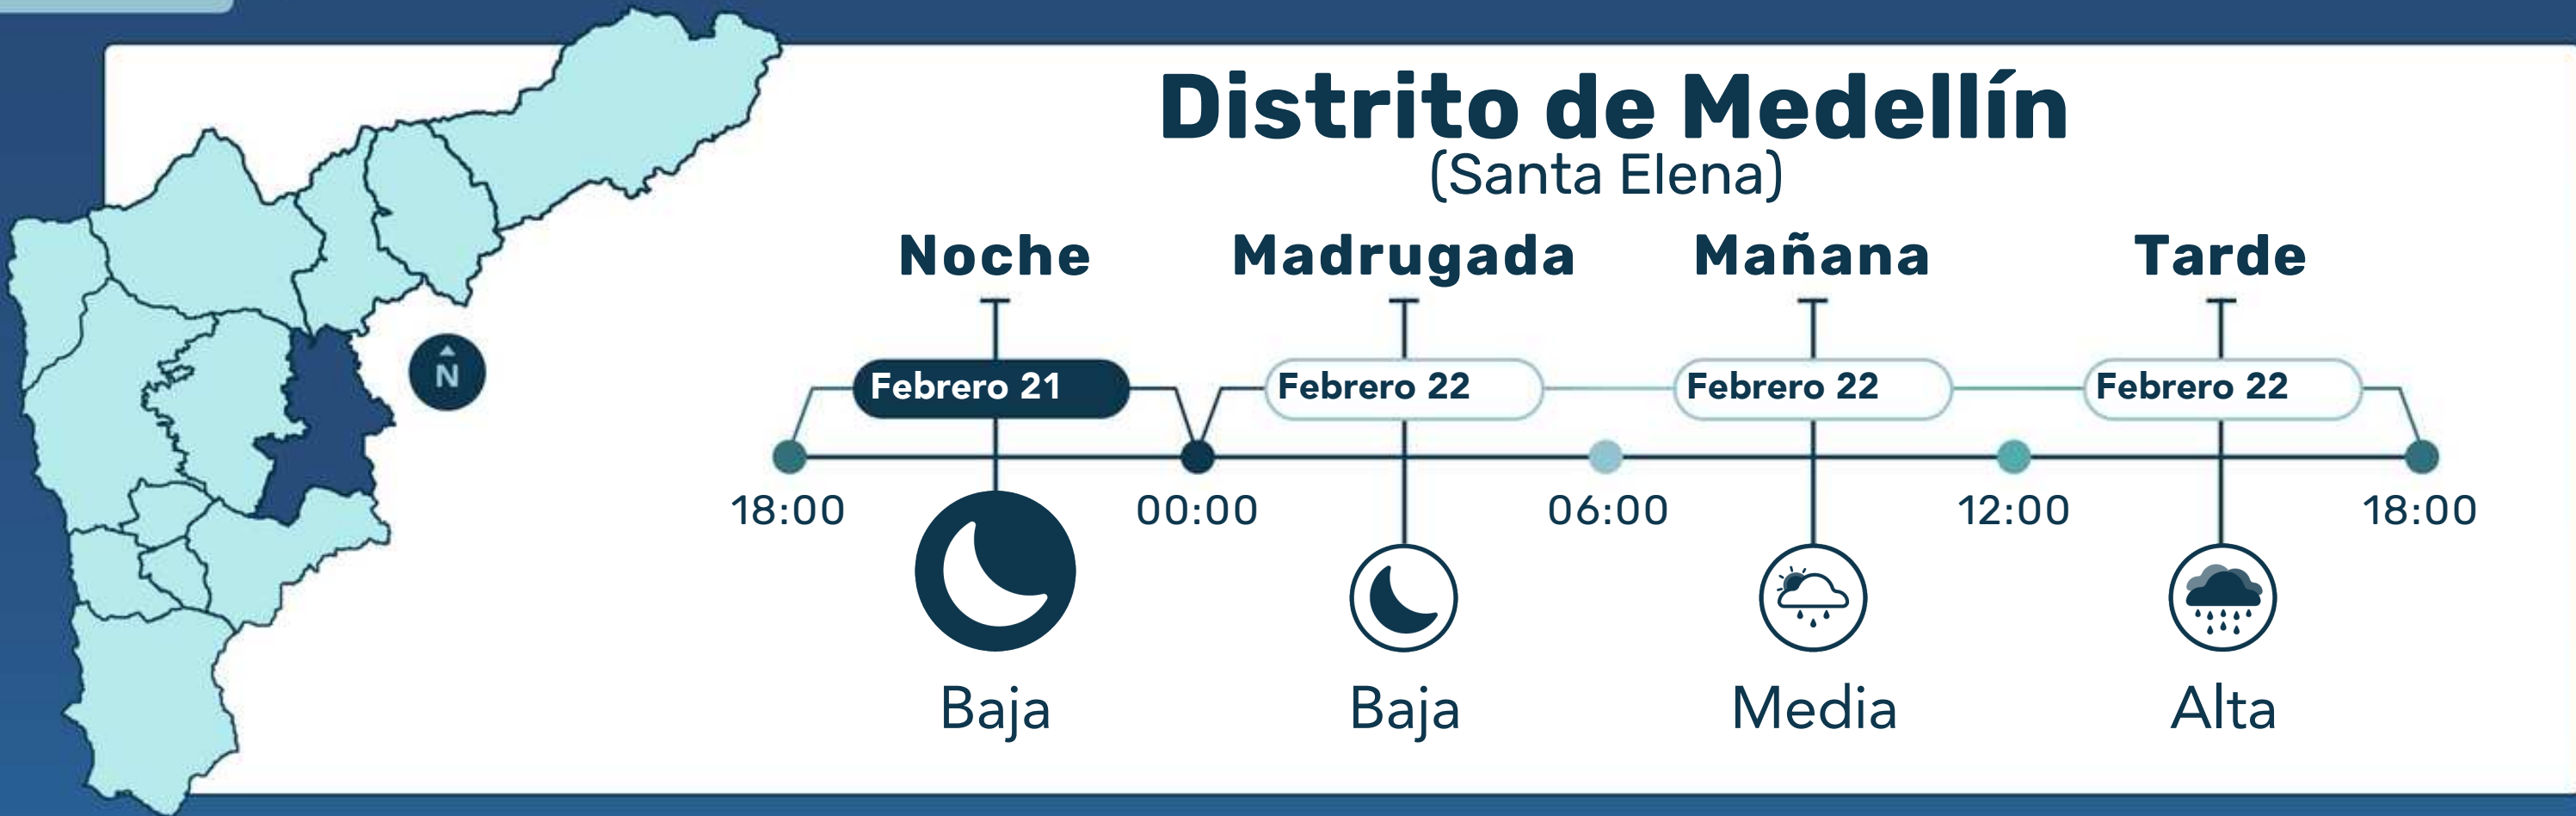 Distrito de Medellín
(Santa Elena)
Noche Madrugada Mañana Tarde
N
Febrero 21 Febrero 22 Febrero 22 Febrero 22
18:00 00:00 06:00 12:00 18:00
Baja Baja Media Alta